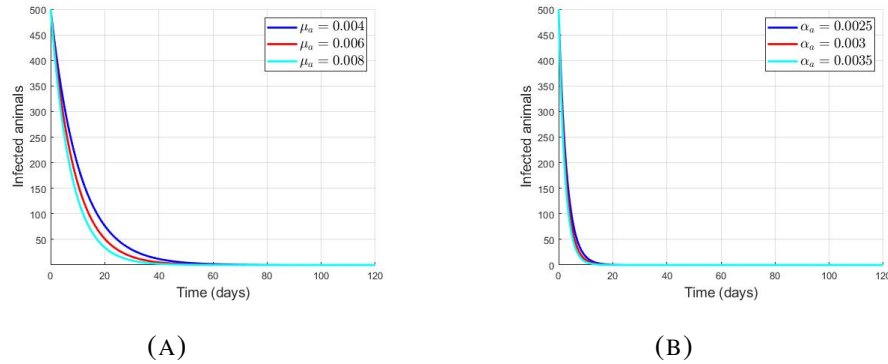 500
450
400
350
300
250
200
150
100
50
0
20
40
60
80
100
120
Infected animals
Time (days)
μₐ = 0.004
μₐ = 0.006
μₐ = 0.008
(A)
500
450
400
350
300
250
200
150
100
50
0
0
20
40
60
80
100
120
Infected animals
Time (days)
αₐ = 0.0025
αₐ = 0.003
αₐ = 0.0035
(B)